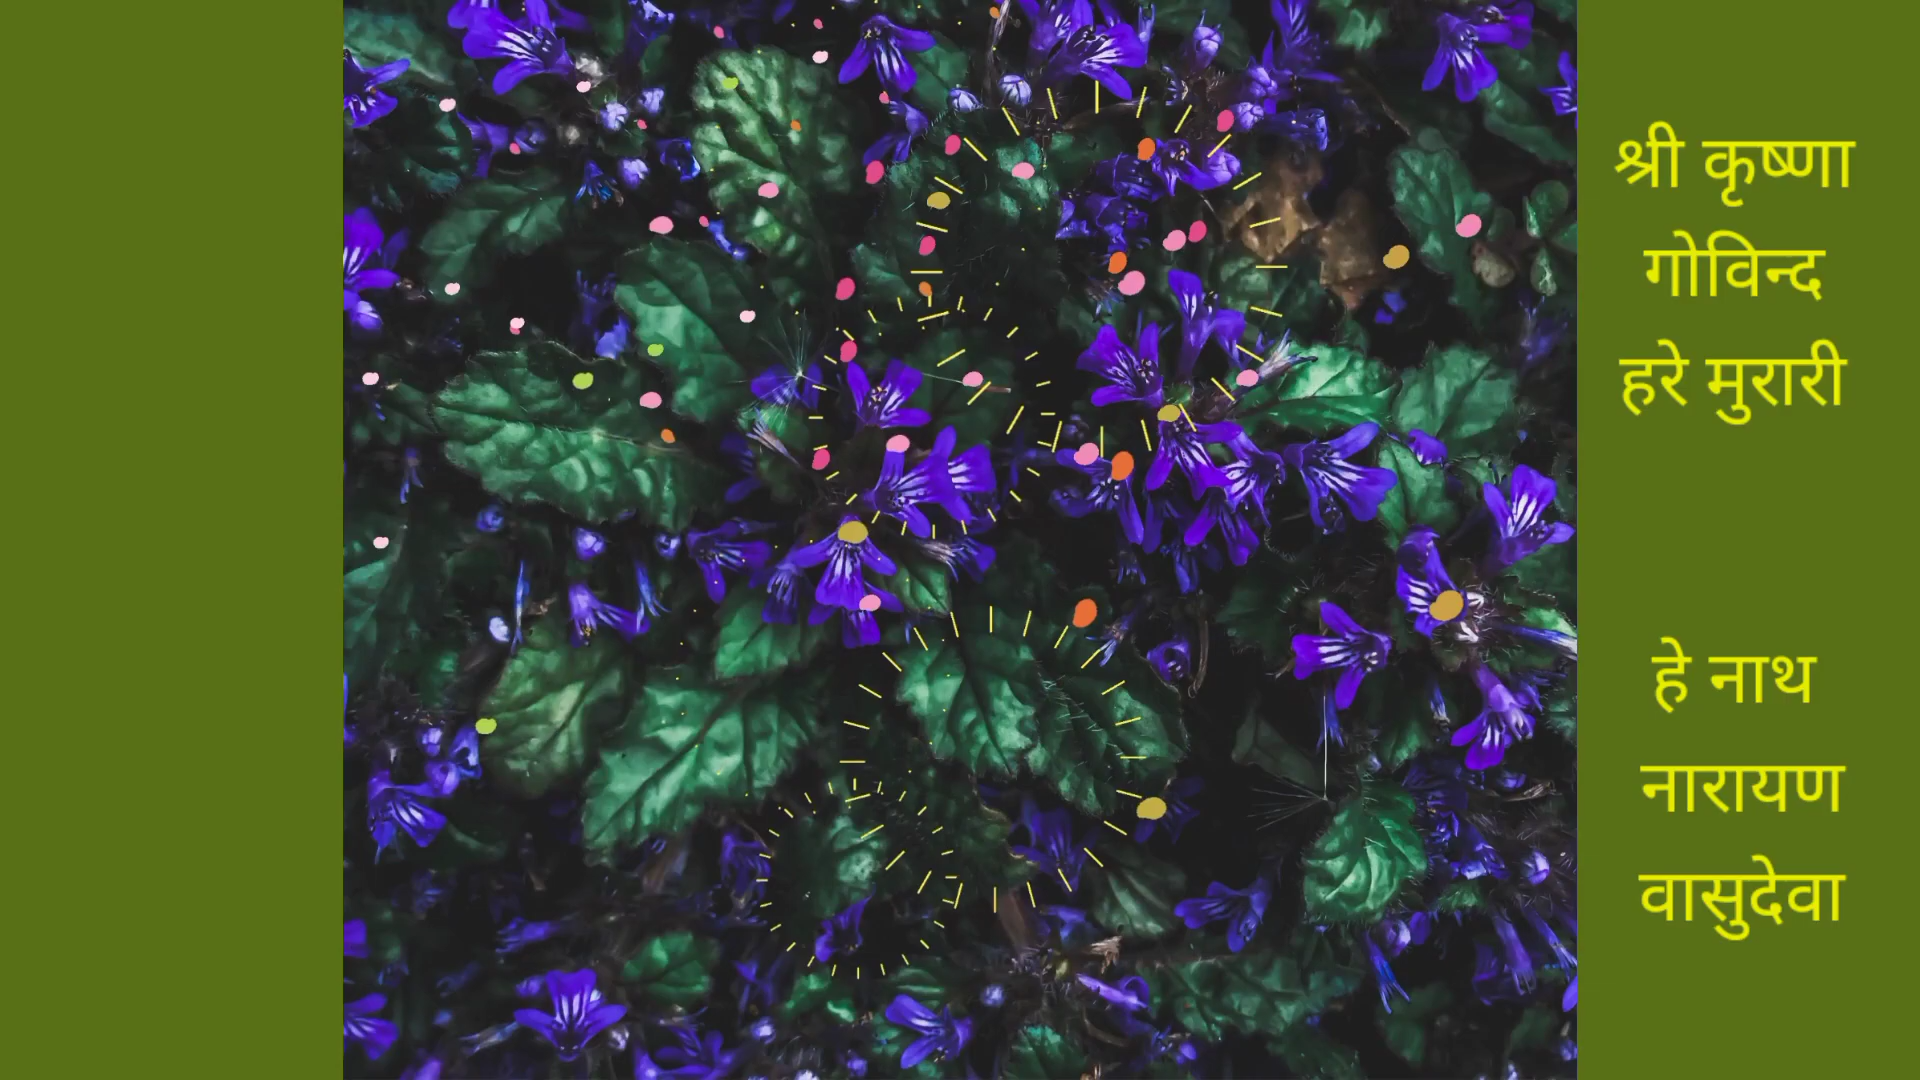 श्री कृष्णा
गोविन्द
हरे मुरारी
हे नाथ
नारायण
वासुदेवा